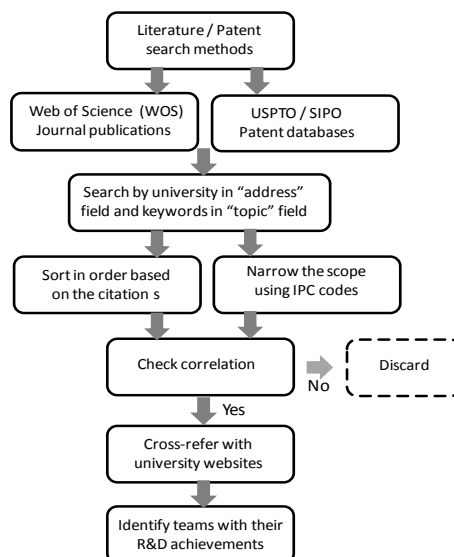 Literature / Patent
search methods
Web of Science (WOS)
Journal publications
USPTO / SIPO
Patent databases
Search by university in “address”
field and keywords in “topic” field
Sort in order based
on the citation s
Narrow the scope
using IPC codes
Check correlation
No
Discard
Yes
Cross-refer with
university websites
Identify teams with their
R&D achievements